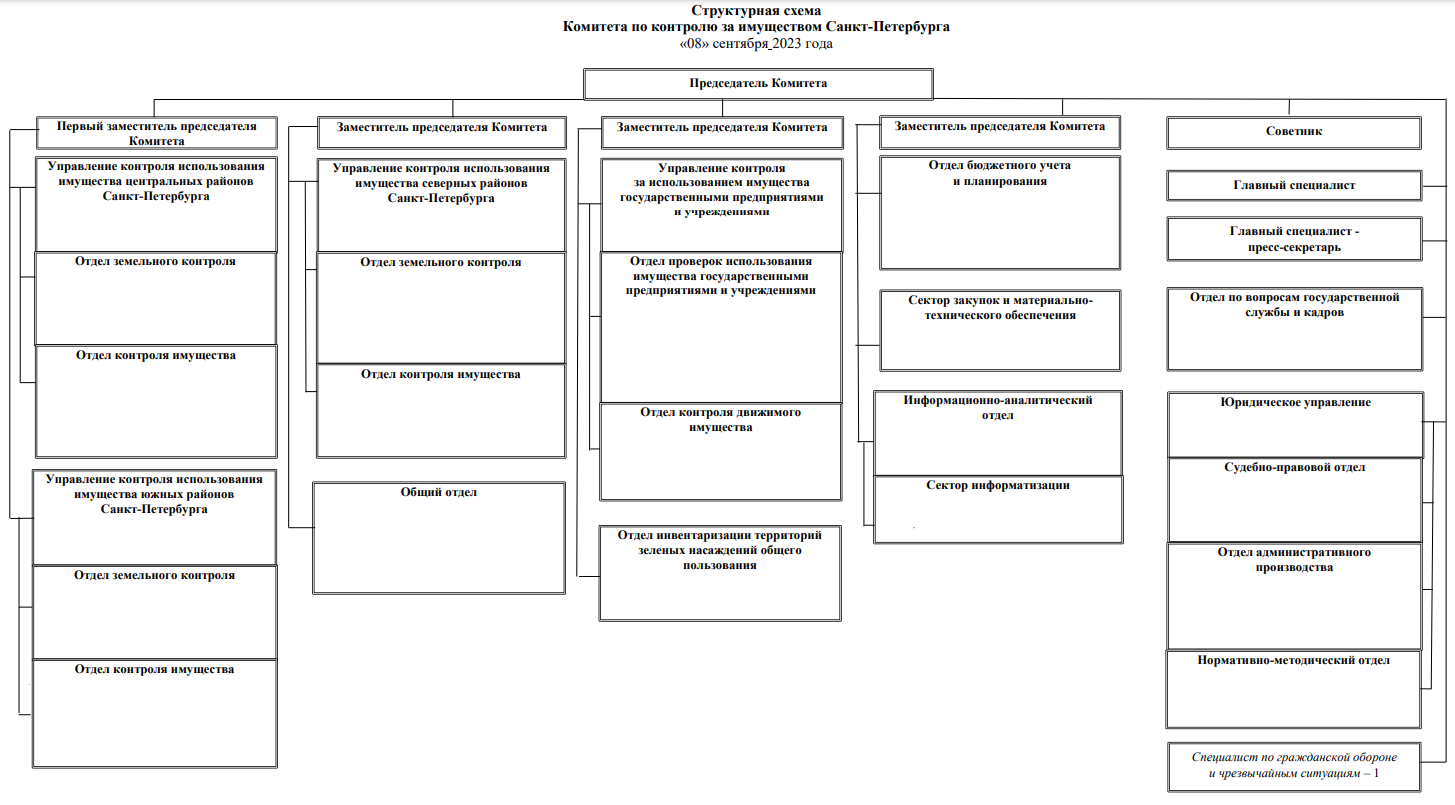 Структурная схема
Комитета по контролю за имуществом Санкт-Петербурга
«08» сентября 2023 года
Председатель Комитета
Первый заместитель председателя
Комитета
Управление контроля использования
имущества центральных районов
Санкт-Петербурга
Отдел земельного контроля
Отдел контроля имущества
Управление контроля использования
имущества южных районов
Санкт-Петербурга
Отдел земельного контроля
Отдел контроля имущества
Заместитель председателя Комитета
Управление контроля использования
имущества северных районов
Санкт-Петербурга
Отдел земельного контроля
Отдел контроля имущества
Общий отдел
Заместитель председателя Комитета
Управление контроля
за использованием имущества
государственными предприятиями
и учреждениями
Отдел проверок использования
имущества государственными
предприятиями и учреждениями
Отдел контроля движимого
имущества
Отдел инвентаризации территорий
зеленых насаждений общего
пользования
Заместитель председателя Комитета
Отдел бюджетного учета
и планирования
Сектор закупок и материально-
технического обеспечения
Информационно-аналитический
отдел
Сектор информатизации
Советник
Главный специалист
Главный специалист -
пресс-секретарь
Отдел по вопросам государственной
службы и кадров
Юридическое управление
Судебно-правовой отдел
Отдел административного
производства
Нормативно-методический отдел
Специалист по гражданской обороне
и чрезвычайным ситуациям – 1